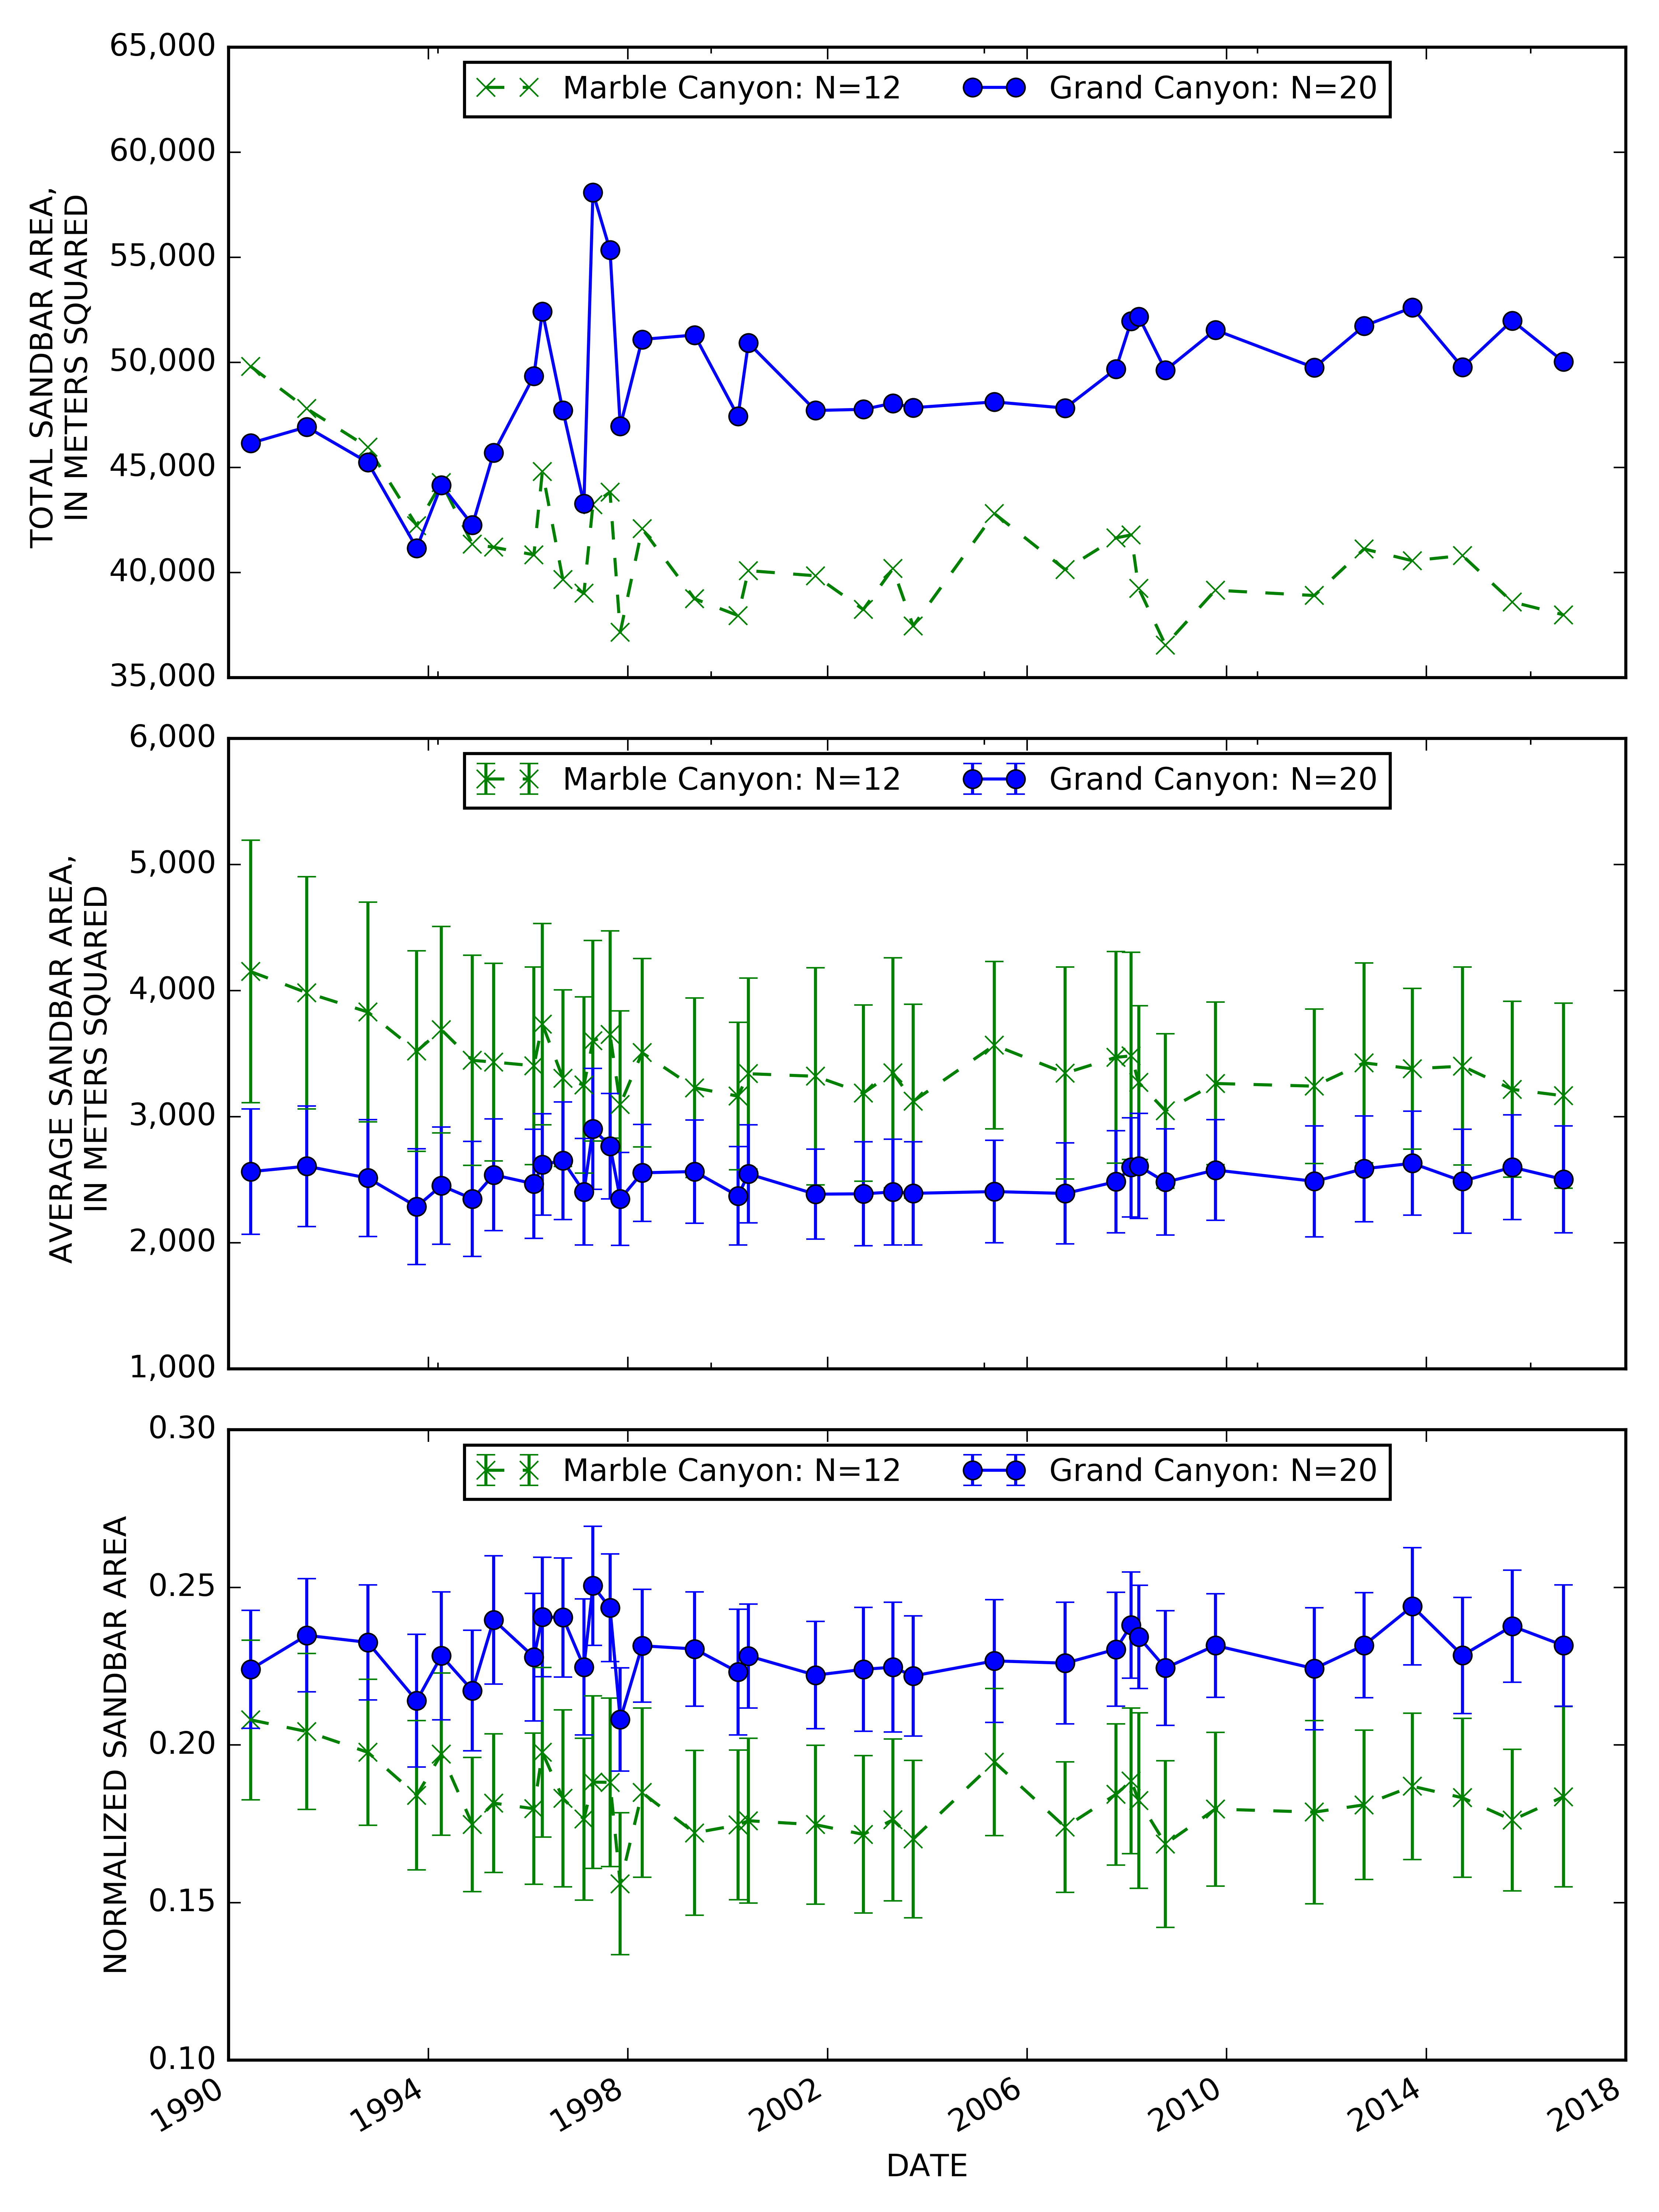 65,000
60,000
55,000
50,000
45,000
40,000
35,000
TOTAL SANDBAR AREA,
IN METERS SQUARED
Marble Canyon: N=12
Grand Canyon: N=20
6,000
5,000
4,000
3,000
2,000
1,000
AVERAGE SANDBAR AREA,
IN METERS SQUARED
Marble Canyon: N=12
Grand Canyon: N=20
0.30
0.25
0.20
0.15
0.10
NORMALIZED SANDBAR AREA
Marble Canyon: N=12
Grand Canyon: N=20
1990
1994
1998
2002
2006
2010
2014
2018
DATE